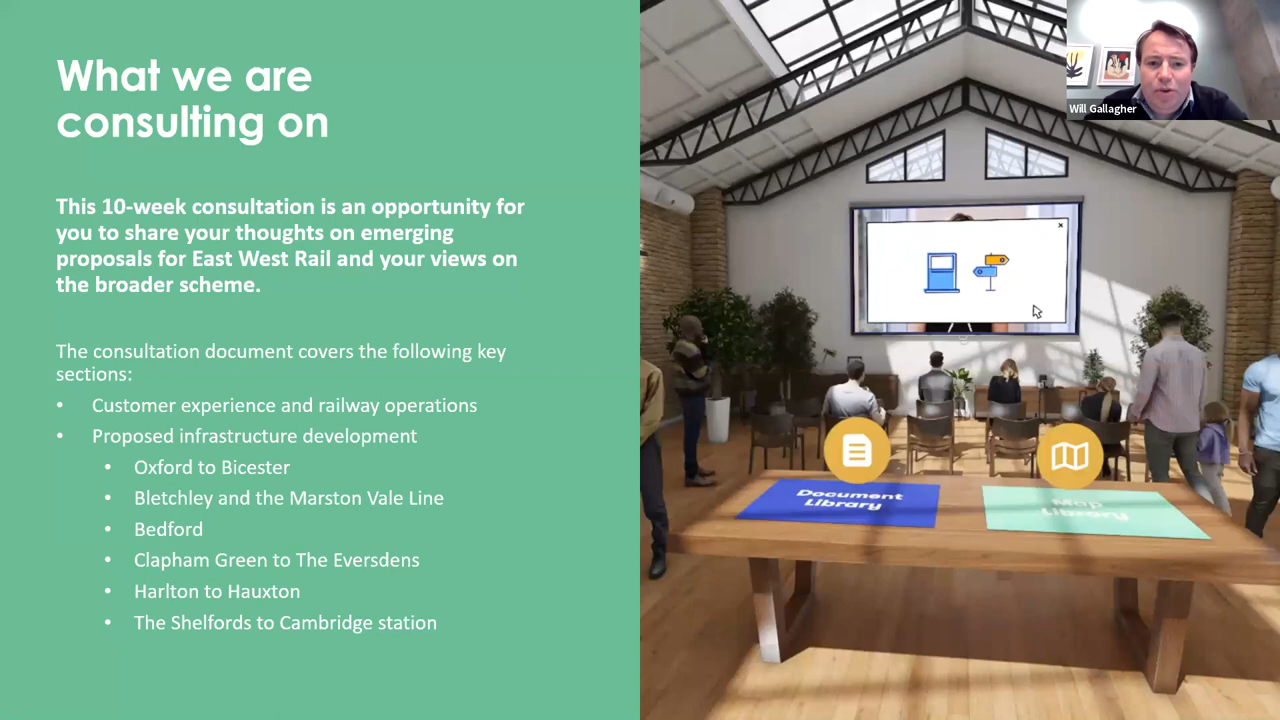 What we are
consulting on
This 10-week consultation is an opportunity for
you to share your thoughts on emerging
proposals for East West Rail and your views on
the broader scheme.
The consultation document covers the following key
sections:
• Customer experience and railway operations
• Proposed infrastructure development
• Oxford to Bicester
• Bletchley and the Marston Vale Line
• Bedford
• Clapham Green to The Eversdens
• Harlton to Hauxton
• The Shelfords to Cambridge station
Will Gallagher
Document
Library
Map
Library